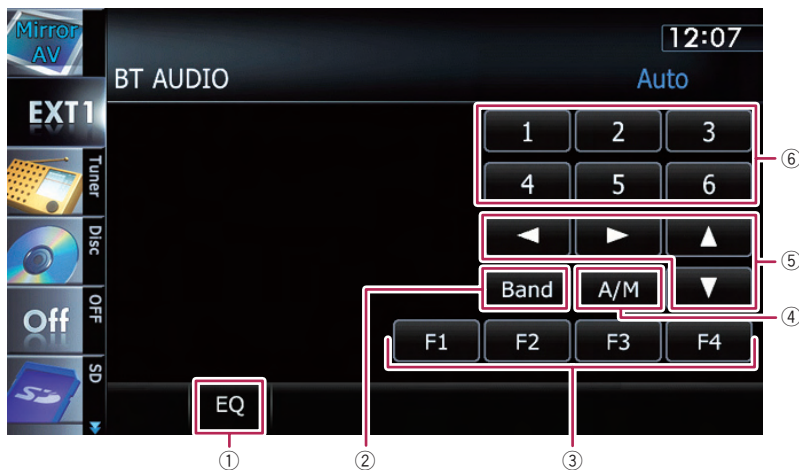 Mirror
AV
12:07
BT AUDIO
Auto
EXT1
1 2 3
⑥
4 5 6
Tuner
⑤
Disc
Band A/M
④
Off
OFF
F1 F2 F3 F4
SD
SD
EQ
① ② ③